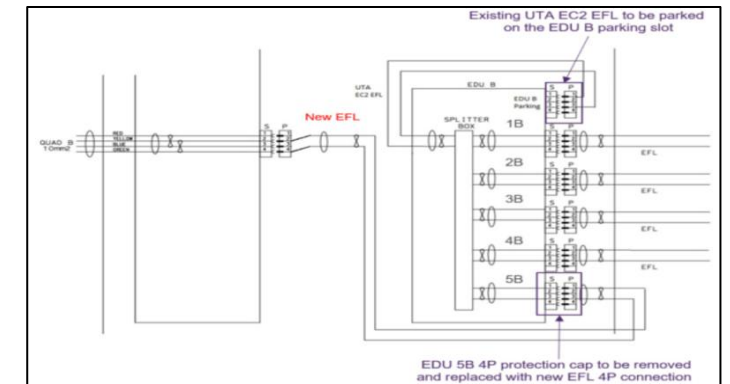 Existing UTA EC2 EFL to be parked
on the EDU B parking slot
UTA
EC2 EFL
EDU B
S P
EDU B
Parking
New EFL
S P
SPLITTER
BOX
1B
RED
YELLOW
BLUE
GREEN
QUAD B
10mm2
EFL
2B
EFL
3B
EFL
4B
EFL
5B
S P
EDU 5B 4P protection cap to be removed
and replaced with new EFL 4P connection